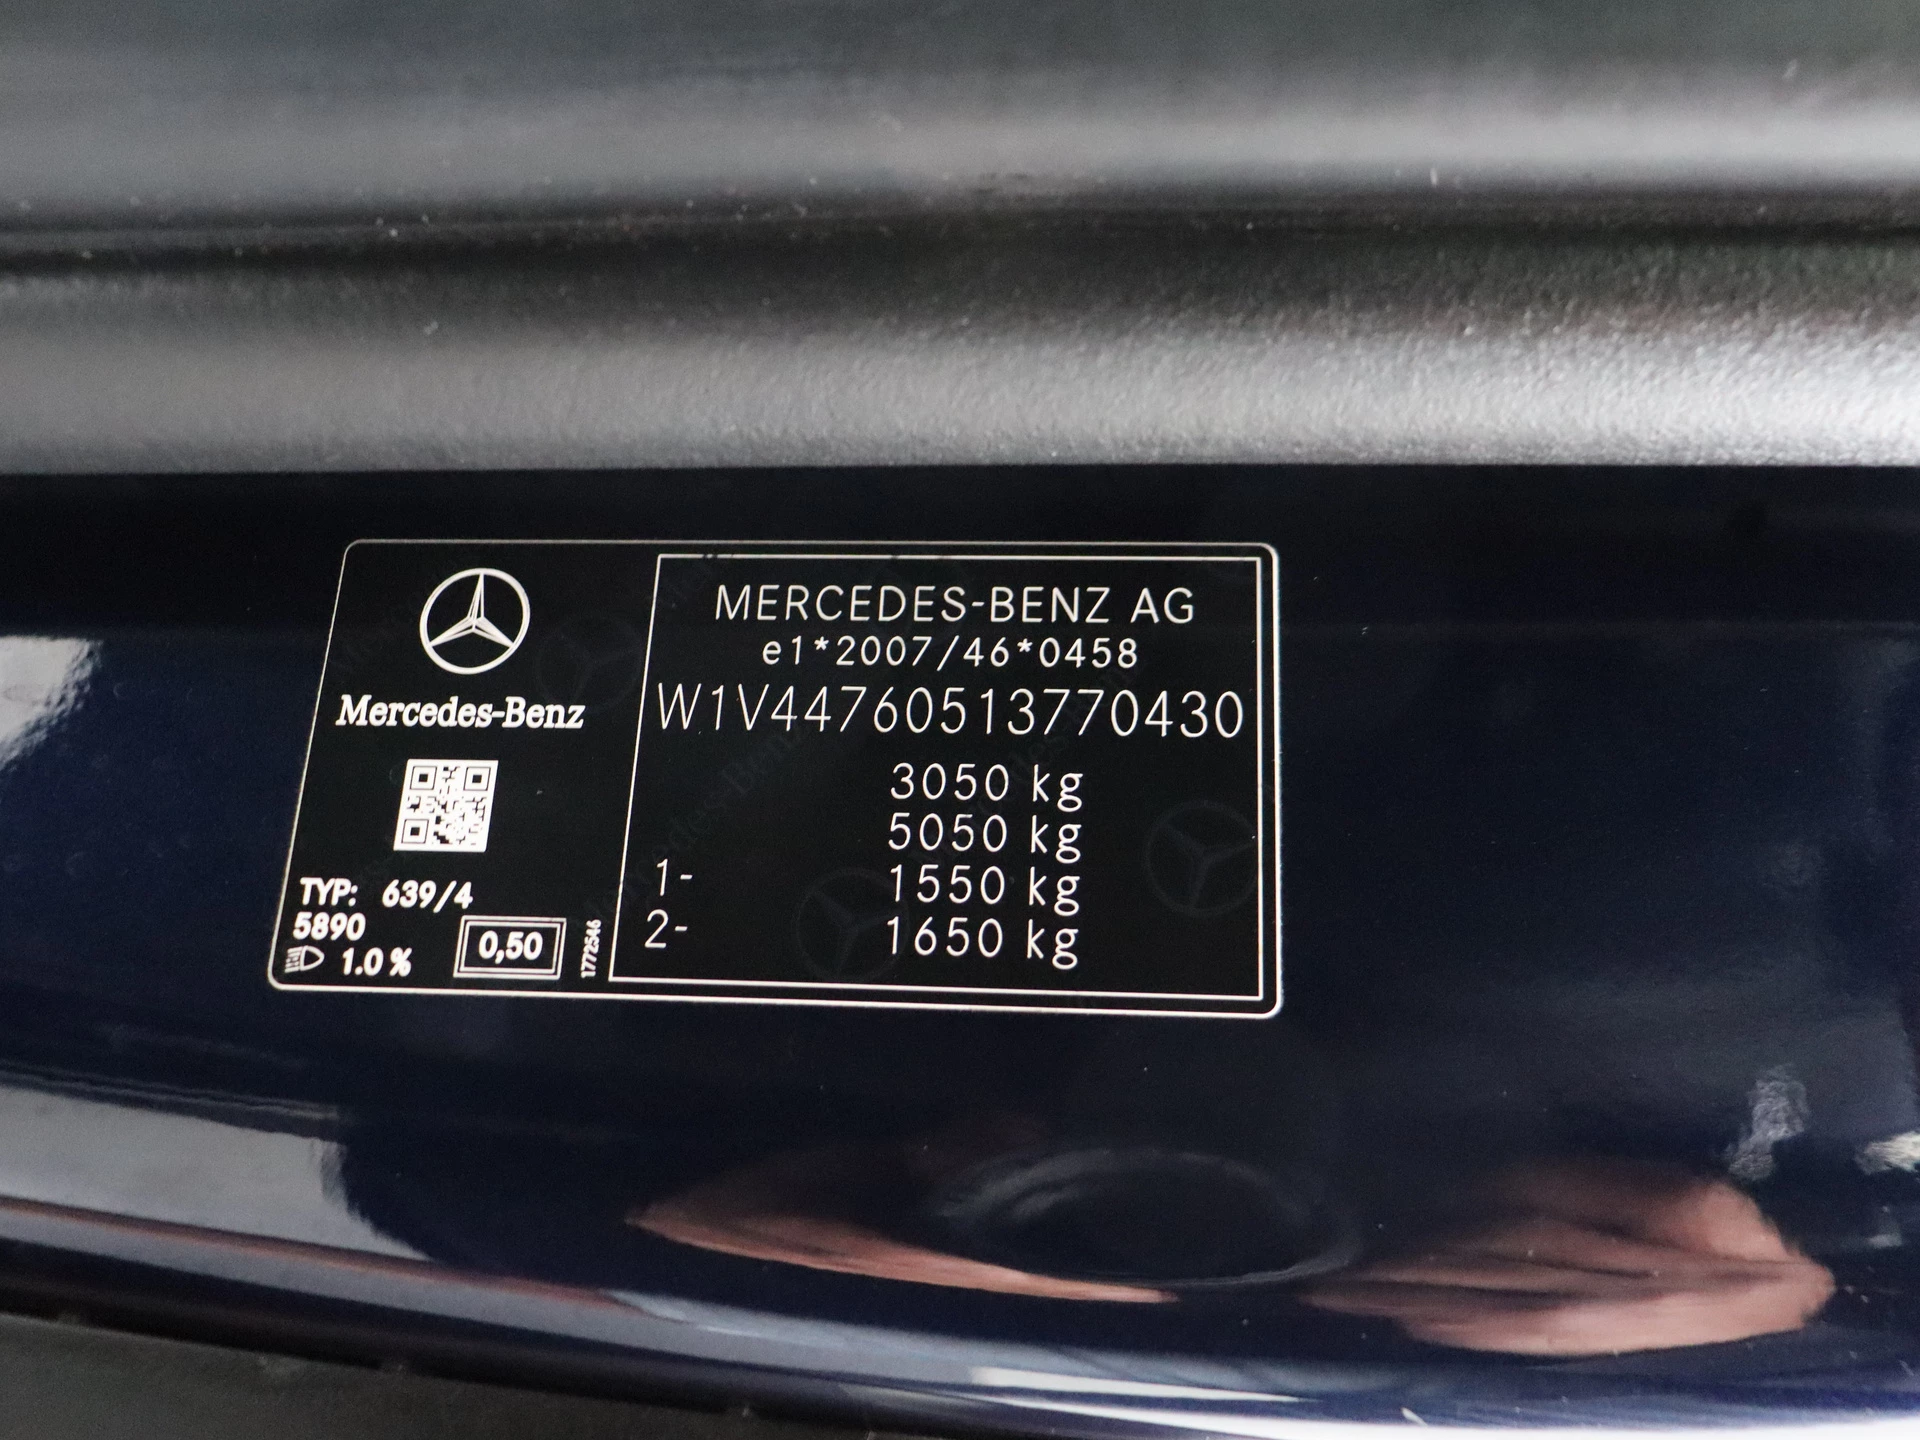 Mercedes-Benz
TYP: 639/4
5890
1.0 %
0,50
1772546
MERCEDES-BENZ AG
e1*2007/46*0458
W1V44760513770430
3050 kg
5050 kg
1- 1550 kg
2- 1650 kg